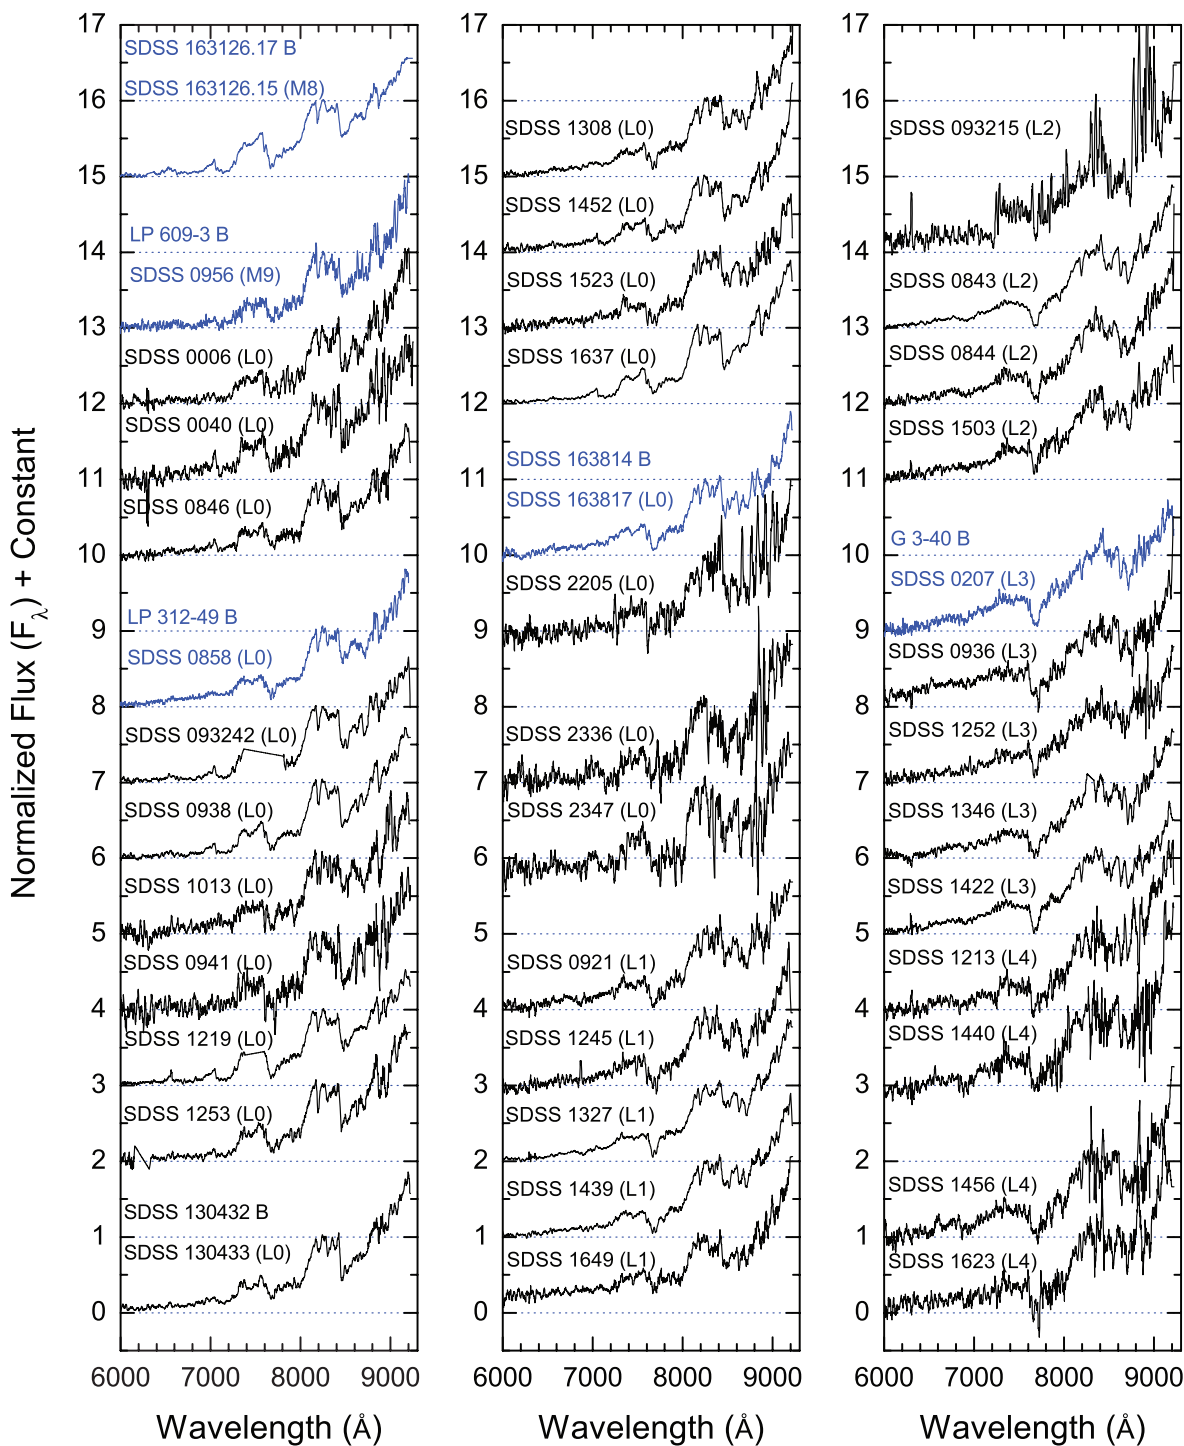 Normalized Flux (Fλ) + Constant
17
16
15
14
13
12
11
10
9
8
7
6
5
4
3
2
1
0
SDSS 163126.17 B
SDSS 163126.15 (M8)
LP 609-3 B
SDSS 0956 (M9)
SDSS 0006 (L0)
SDSS 0040 (L0)
SDSS 0846 (L0)
LP 312-49 B
SDSS 0858 (L0)
SDSS 093242 (L0)
SDSS 0938 (L0)
SDSS 1013 (L0)
SDSS 0941 (L0)
SDSS 1219 (L0)
SDSS 1253 (L0)
SDSS 130432 B
SDSS 130433 (L0)
6000 7000 8000 9000
Wavelength (Å)
17
16
15
14
13
12
11
10
9
8
7
6
5
4
3
2
1
0
SDSS 1308 (L0)
SDSS 1452 (L0)
SDSS 1523 (L0)
SDSS 1637 (L0)
SDSS 163814 B
SDSS 163817 (L0)
SDSS 2205 (L0)
SDSS 2336 (L0)
SDSS 2347 (L0)
SDSS 0921 (L1)
SDSS 1245 (L1)
SDSS 1327 (L1)
SDSS 1439 (L1)
SDSS 1649 (L1)
6000 7000 8000 9000
Wavelength (Å)
17
16
15
14
13
12
11
10
9
8
7
6
5
4
3
2
1
0
SDSS 093215 (L2)
SDSS 0843 (L2)
SDSS 0844 (L2)
SDSS 1503 (L2)
G 3-40 B
SDSS 0207 (L3)
SDSS 0936 (L3)
SDSS 1252 (L3)
SDSS 1346 (L3)
SDSS 1422 (L3)
SDSS 1213 (L4)
SDSS 1440 (L4)
SDSS 1456 (L4)
SDSS 1623 (L4)
6000 7000 8000 9000
Wavelength (Å)